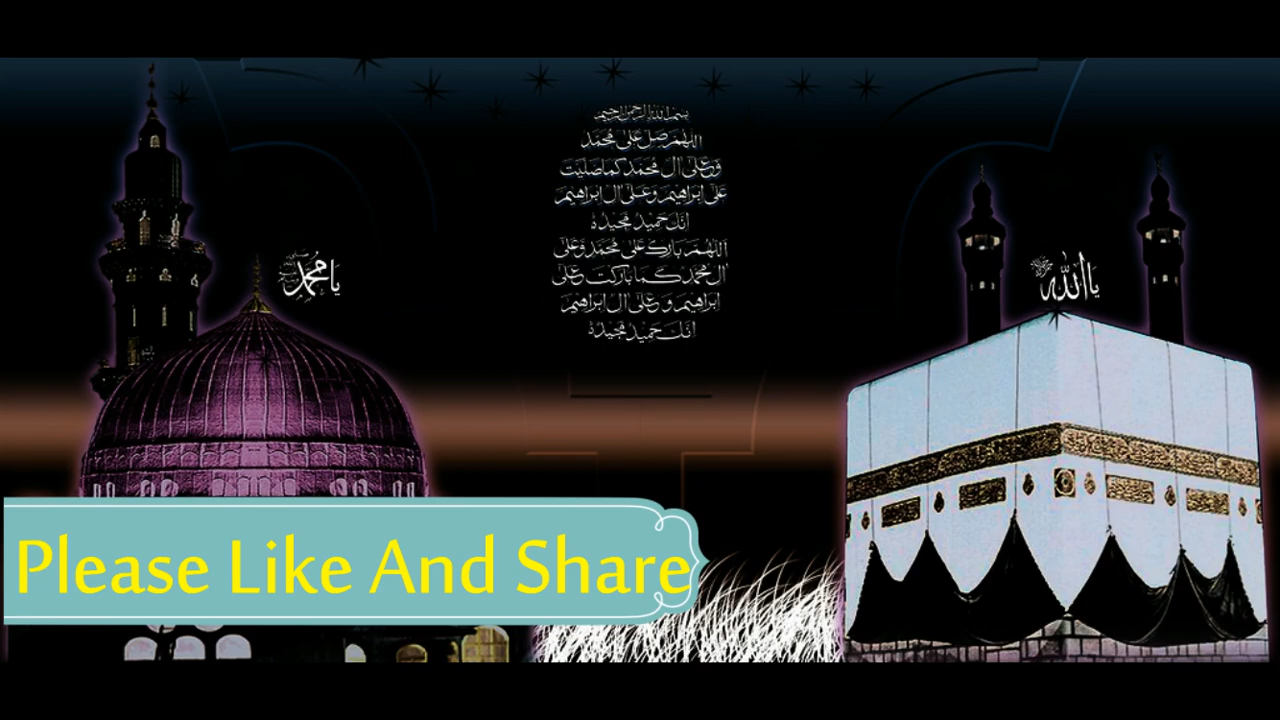 بسم الله الرحمن الرحيم
اللهم صل على محمد
وعلى ال محمد كما صليت
على ابراهيم وعلى ال ابراهيم
انك حميد مجيد
اللهم بارك على محمد وعلى
ال محمد كما باركت على
ابراهيم وعلى ال ابراهيم
انك حميد مجيد
يا محمد
يا الله
Please Like And Share